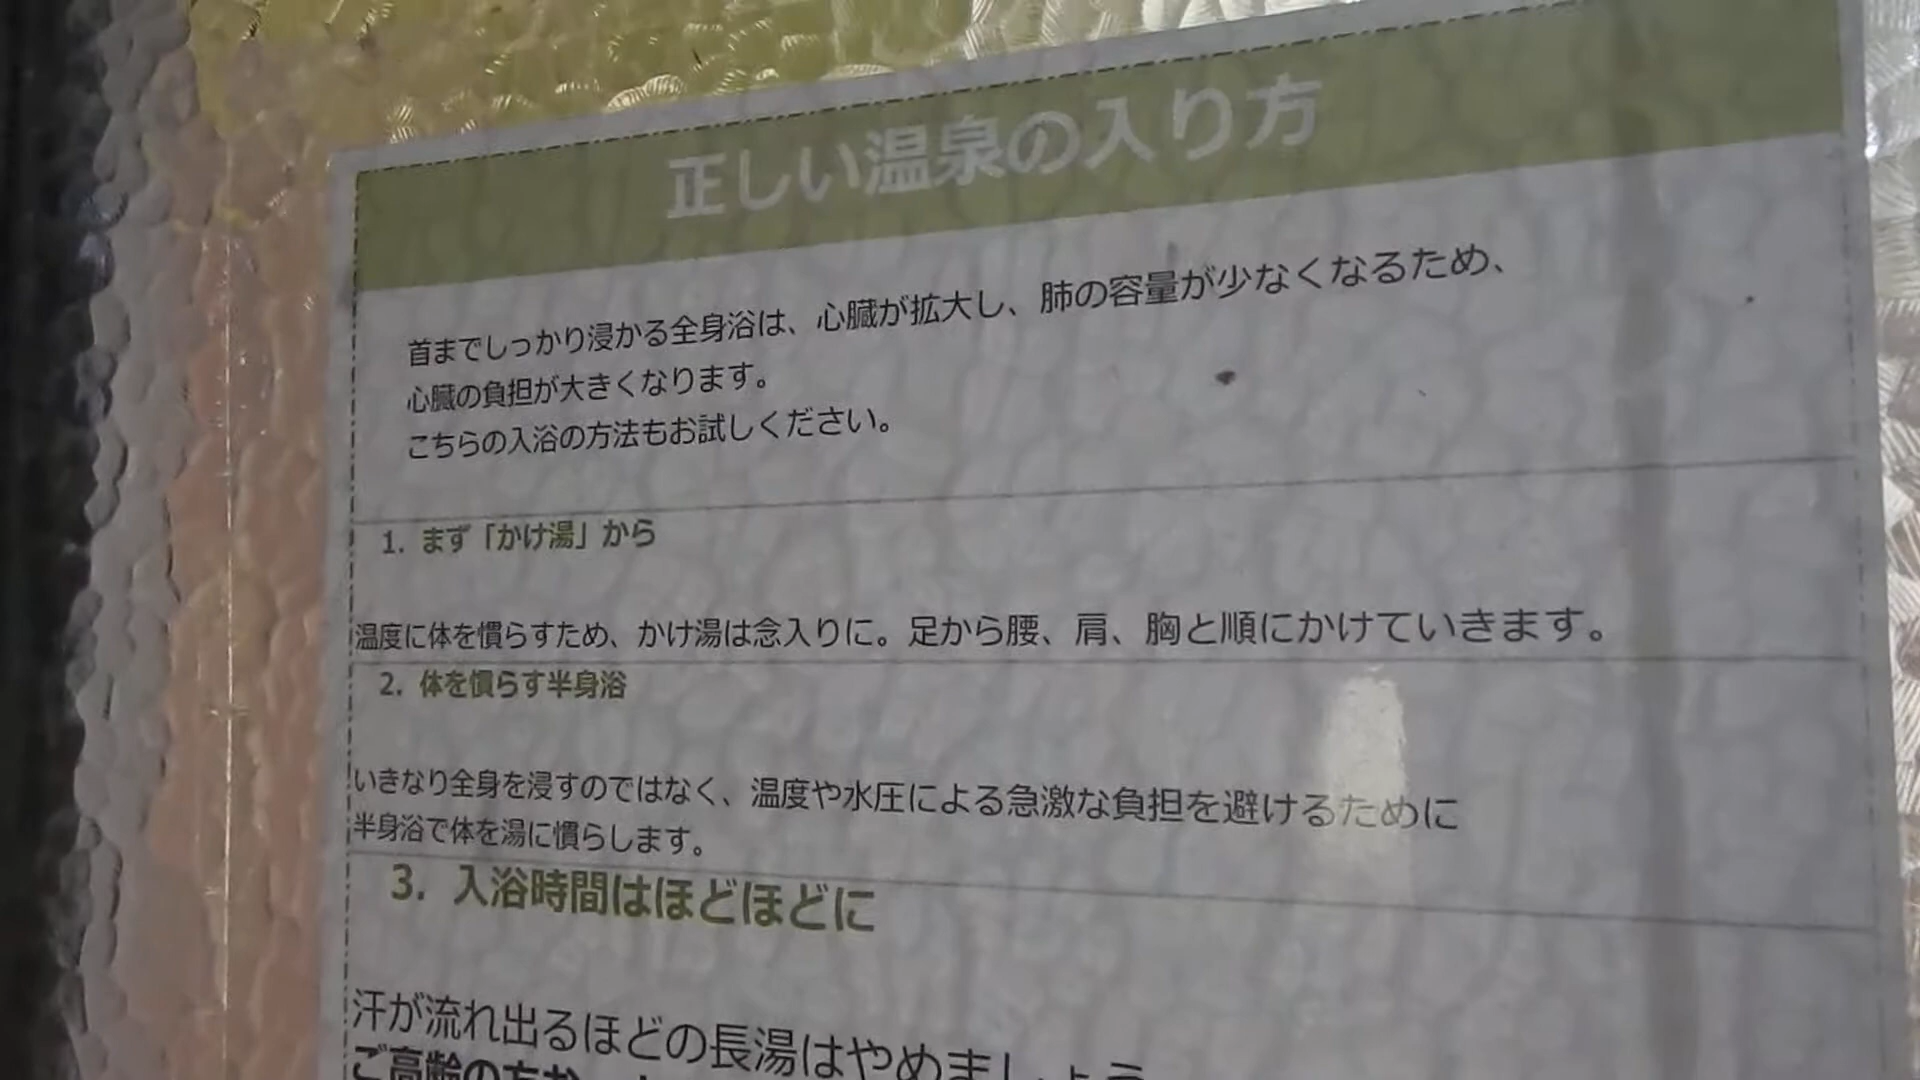 正しい温泉の入り方
首までしっかり浸かる全身浴は、心臓が拡大し、肺の容量が少なくなるため、
心臓の負担が大きくなります。
こちらの入浴の方法もお試しください。
1. まず「かけ湯」から
温度に体を慣らすため、かけ湯は念入りに。足から腰、肩、胸と順にかけていきます。
2. 体を慣らす半身浴
いきなり全身を浸すのではなく、温度や水圧による急激な負担を避けるために
半身浴で体を湯に慣らします。
3. 入浴時間はほどほどに
汗が流れ出るほどの長湯はやめましょう
ご高齢の方